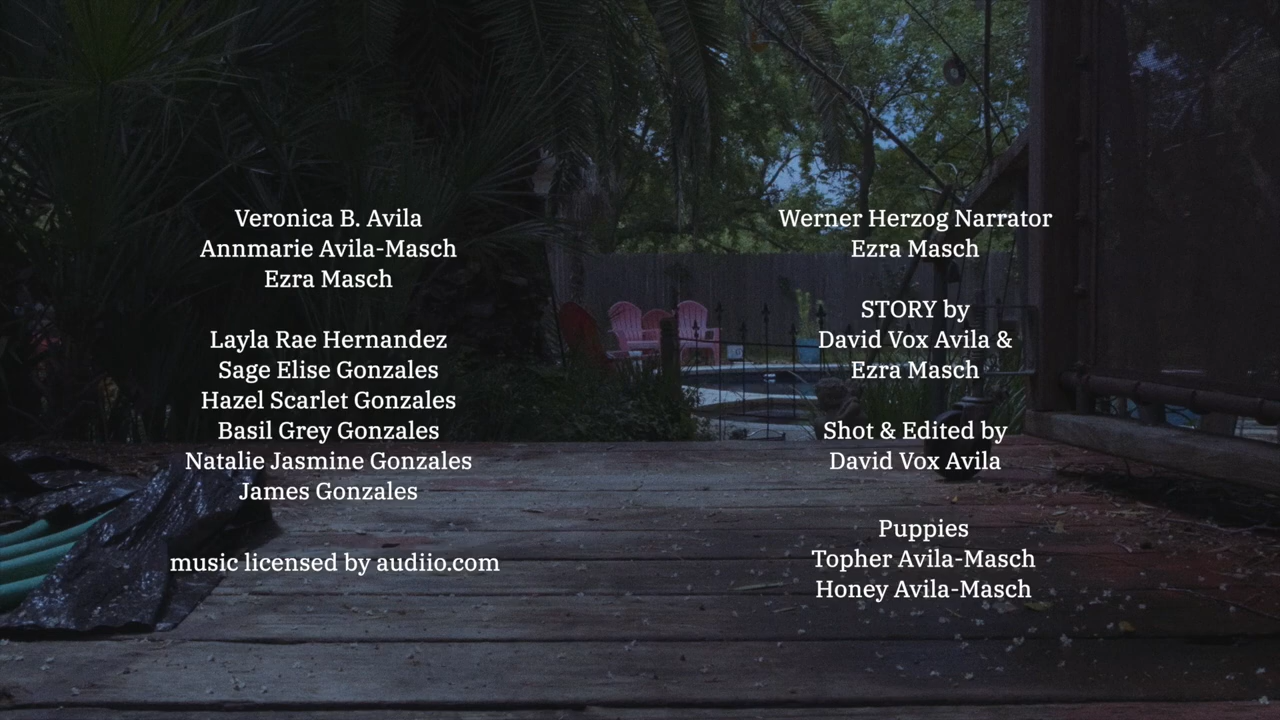 Veronica B. Avila
Annmarie Avila-Masch
Ezra Masch
Layla Rae Hernandez
Sage Elise Gonzales
Hazel Scarlet Gonzales
Basil Grey Gonzales
Natalie Jasmine Gonzales
James Gonzales
music licensed by audiio.com
Werner Herzog Narrator
Ezra Masch
STORY by
David Vox Avila &
Ezra Masch
Shot & Edited by
David Vox Avila
Puppies
Topher Avila-Masch
Honey Avila-Masch